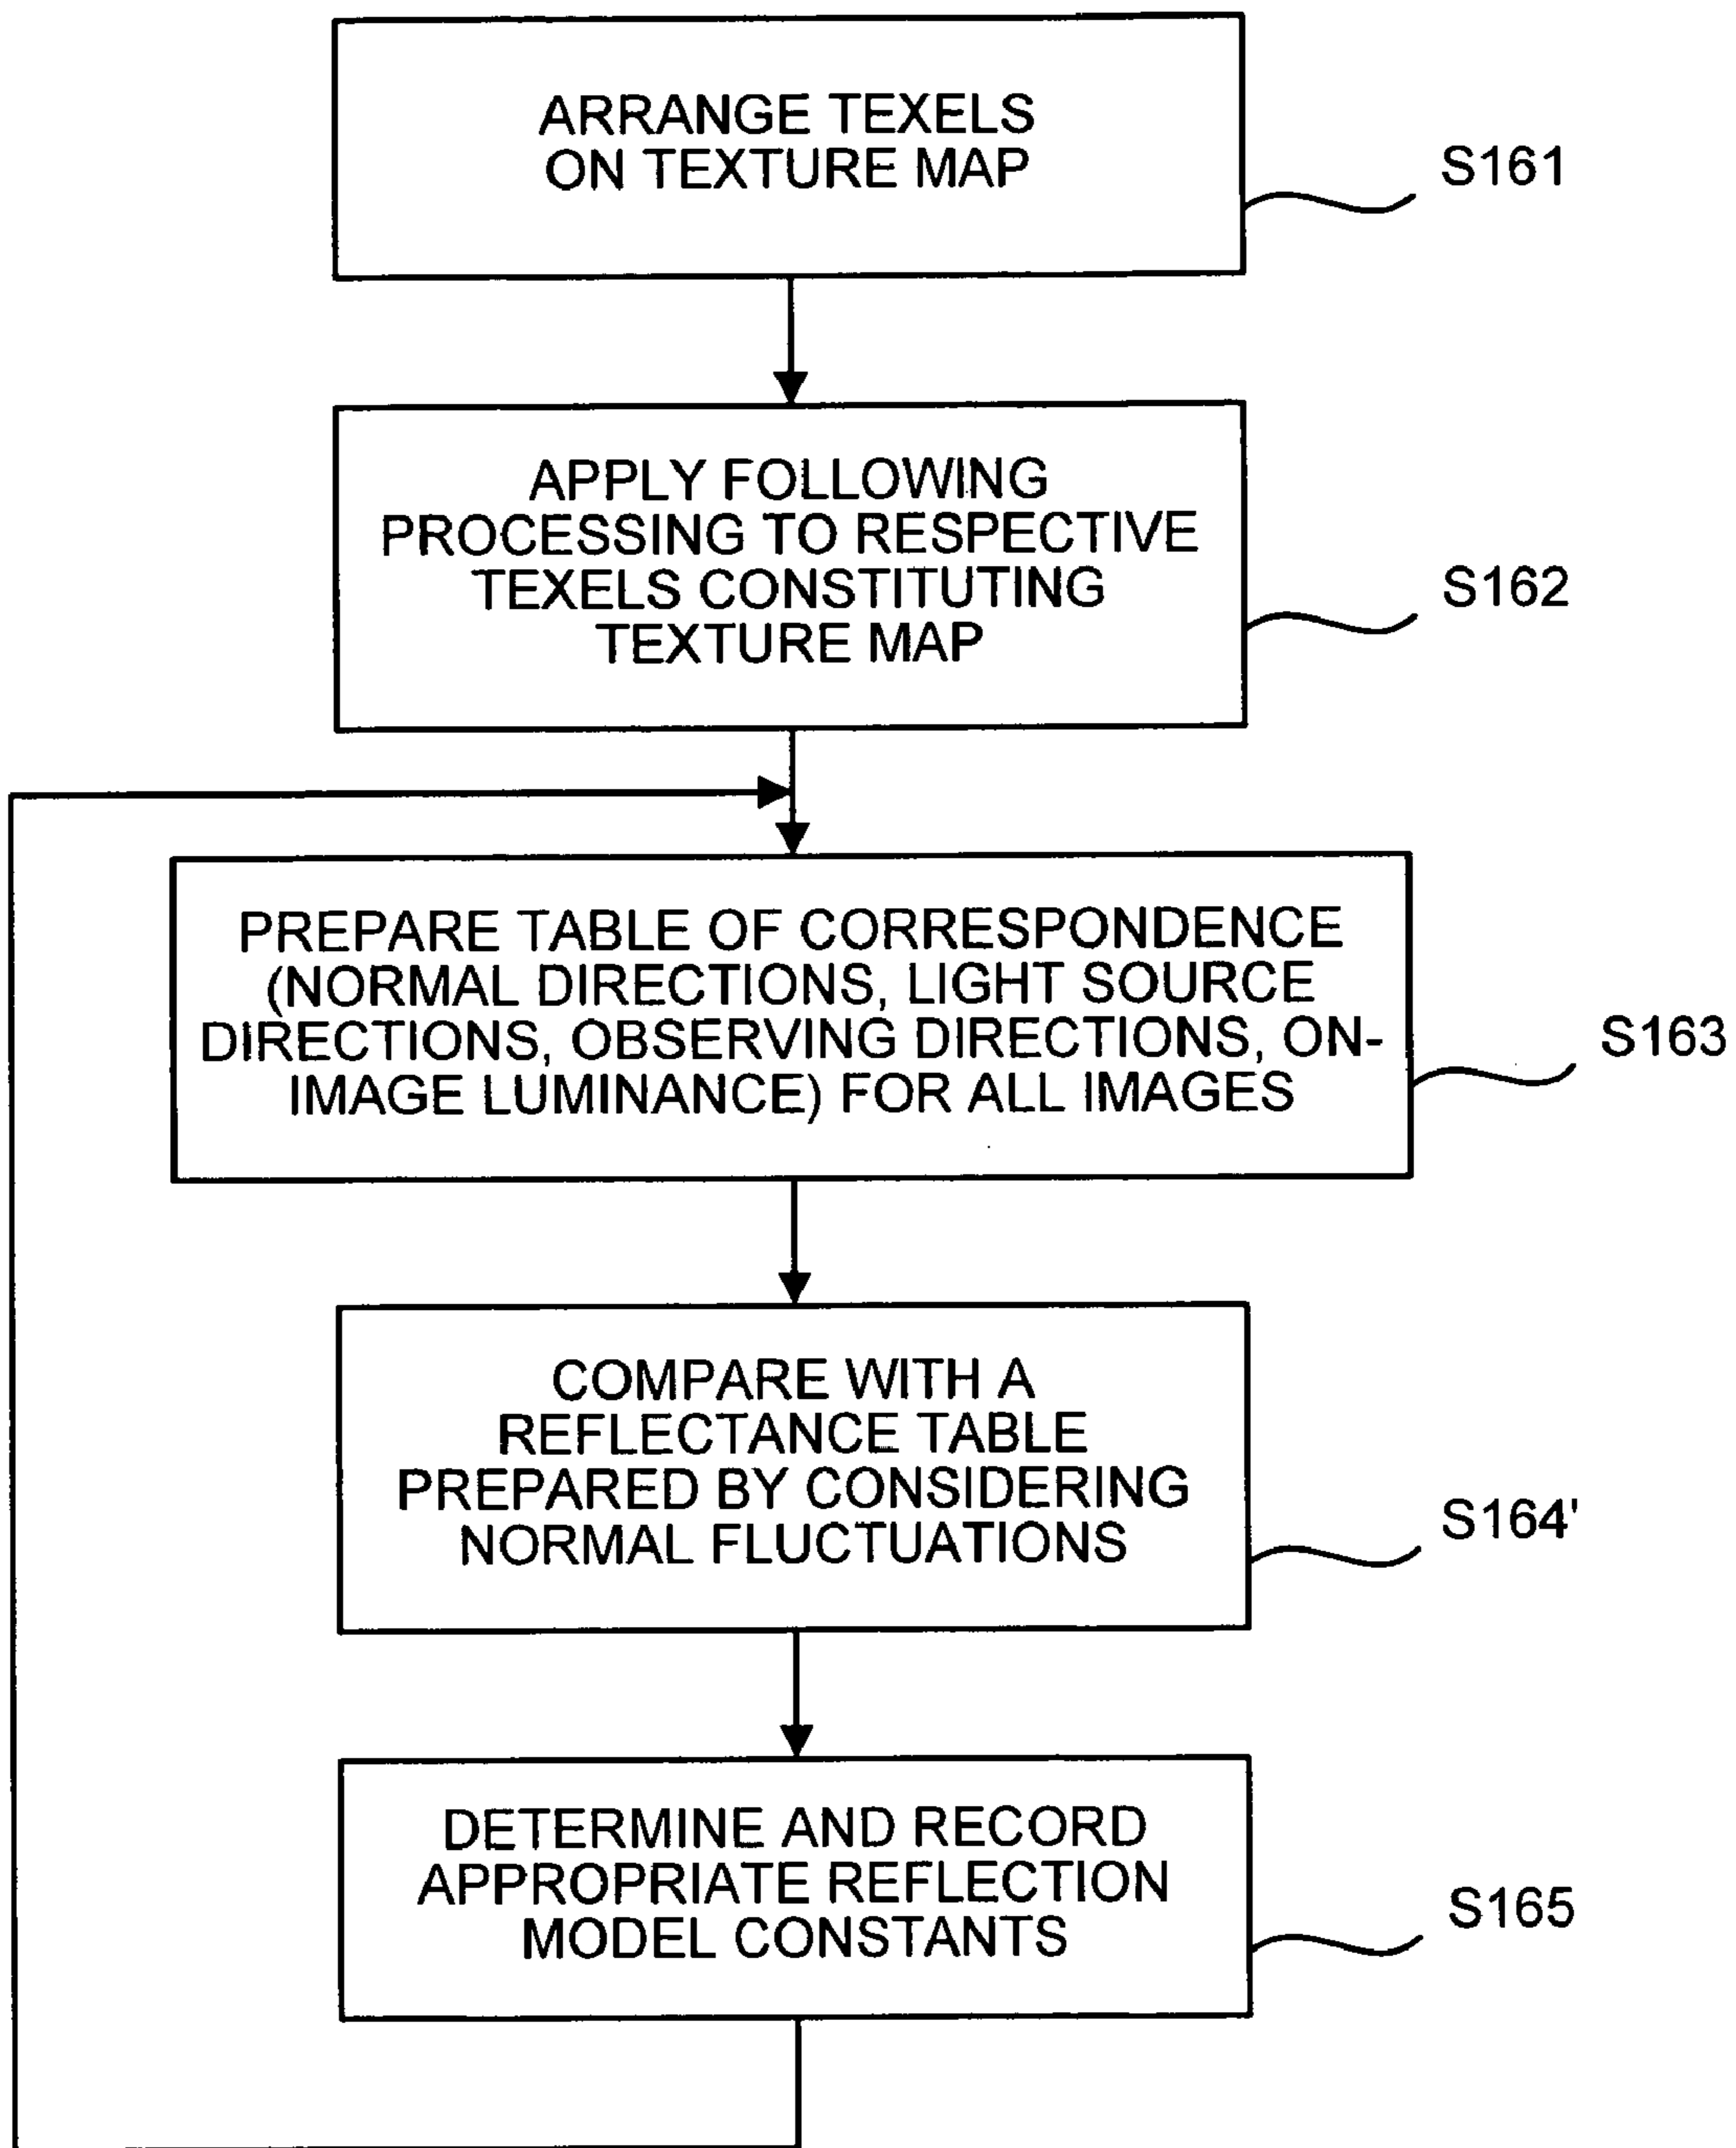 ARRANGE TEXELS
ON TEXTURE MAP
S161
APPLY FOLLOWING
PROCESSING TO RESPECTIVE
TEXELS CONSTITUTING
TEXTURE MAP
S162
PREPARE TABLE OF CORRESPONDENCE
(NORMAL DIRECTIONS, LIGHT SOURCE
DIRECTIONS, OBSERVING DIRECTIONS, ON-
IMAGE LUMINANCE) FOR ALL IMAGES
S163
COMPARE WITH A
REFLECTANCE TABLE
PREPARED BY CONSIDERING
NORMAL FLUCTUATIONS
S164'
DETERMINE AND RECORD
APPROPRIATE REFLECTION
MODEL CONSTANTS
S165